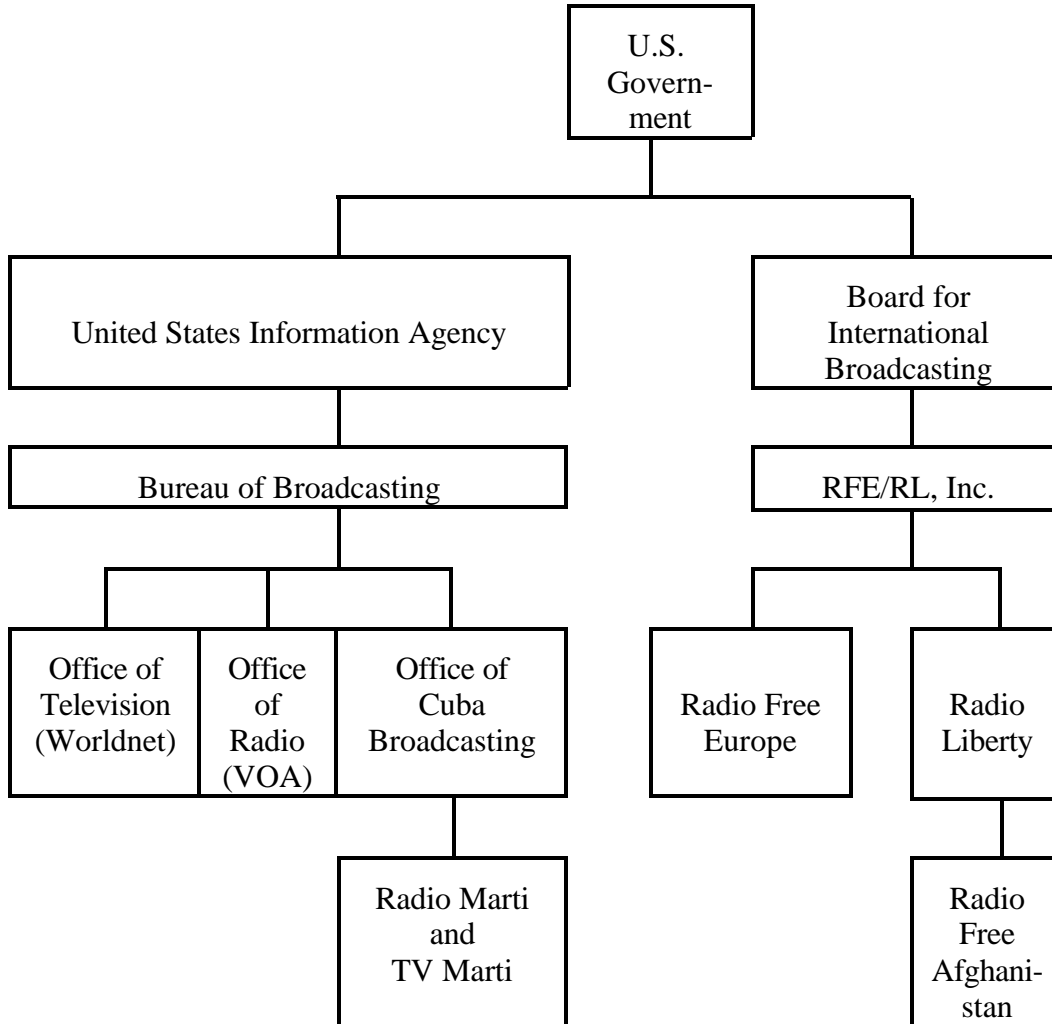 U.S.
Govern-
ment
United States Information Agency
Board for
International
Broadcasting
Bureau of Broadcasting
RFE/RL, Inc.
Office of
Television
(Worldnet)
Office
of
Radio
(VOA)
Office of
Cuba
Broadcasting
Radio Free
Europe
Radio
Liberty
Radio Marti
and
TV Marti
Radio
Free
Afghani-
stan